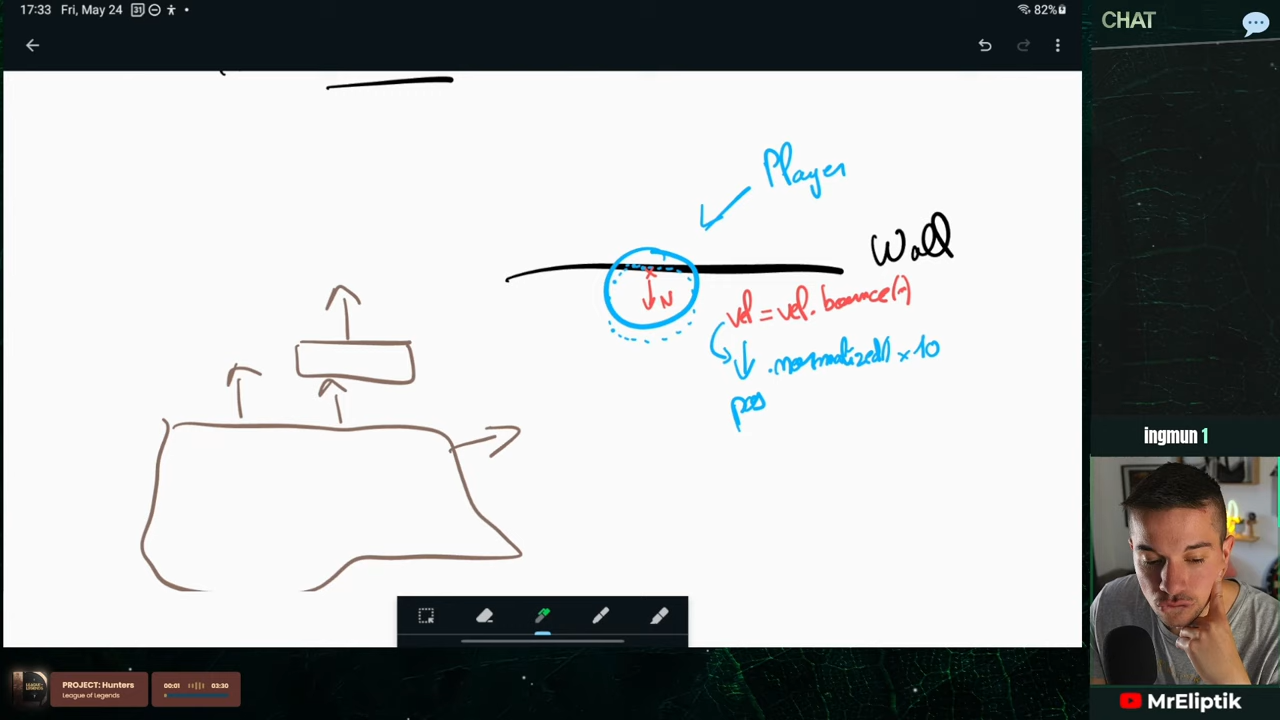 17:33 Fri, May 24 31
82%
CHAT
Player
Wall
N
vel = vel.bounce(n)
.normalized() x 10
pos
ingmun 1
PROJECT: Hunters
League of Legends
00:01
03:30
MrEliptik